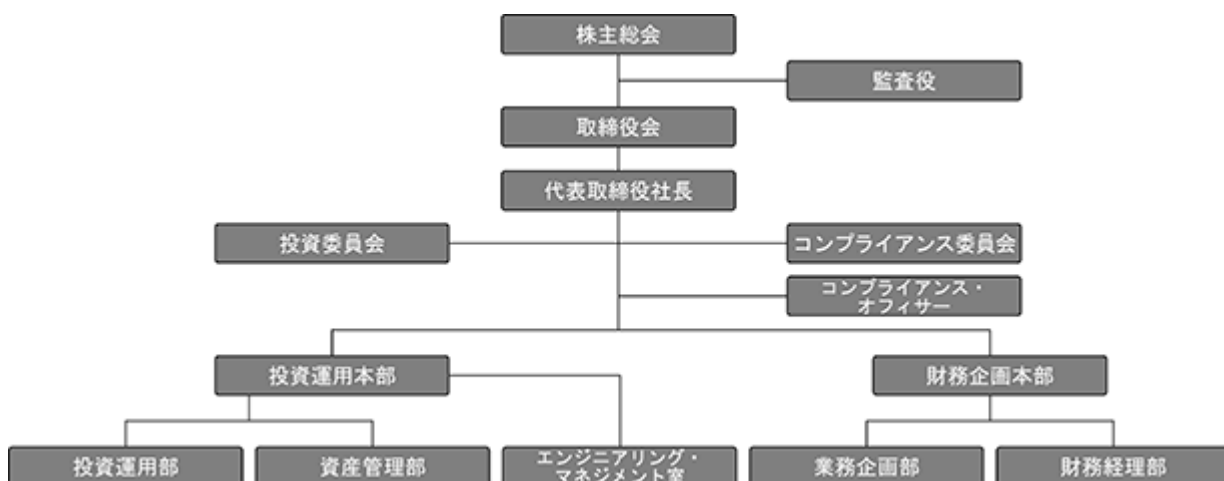 株主総会
監査役
取締役会
代表取締役社長
投資委員会
コンプライアンス委員会
コンプライアンス・
オフィサー
投資運用本部
財務企画本部
投資運用部
資産管理部
エンジニアリング・
マネジメント室
業務企画部
財務経理部